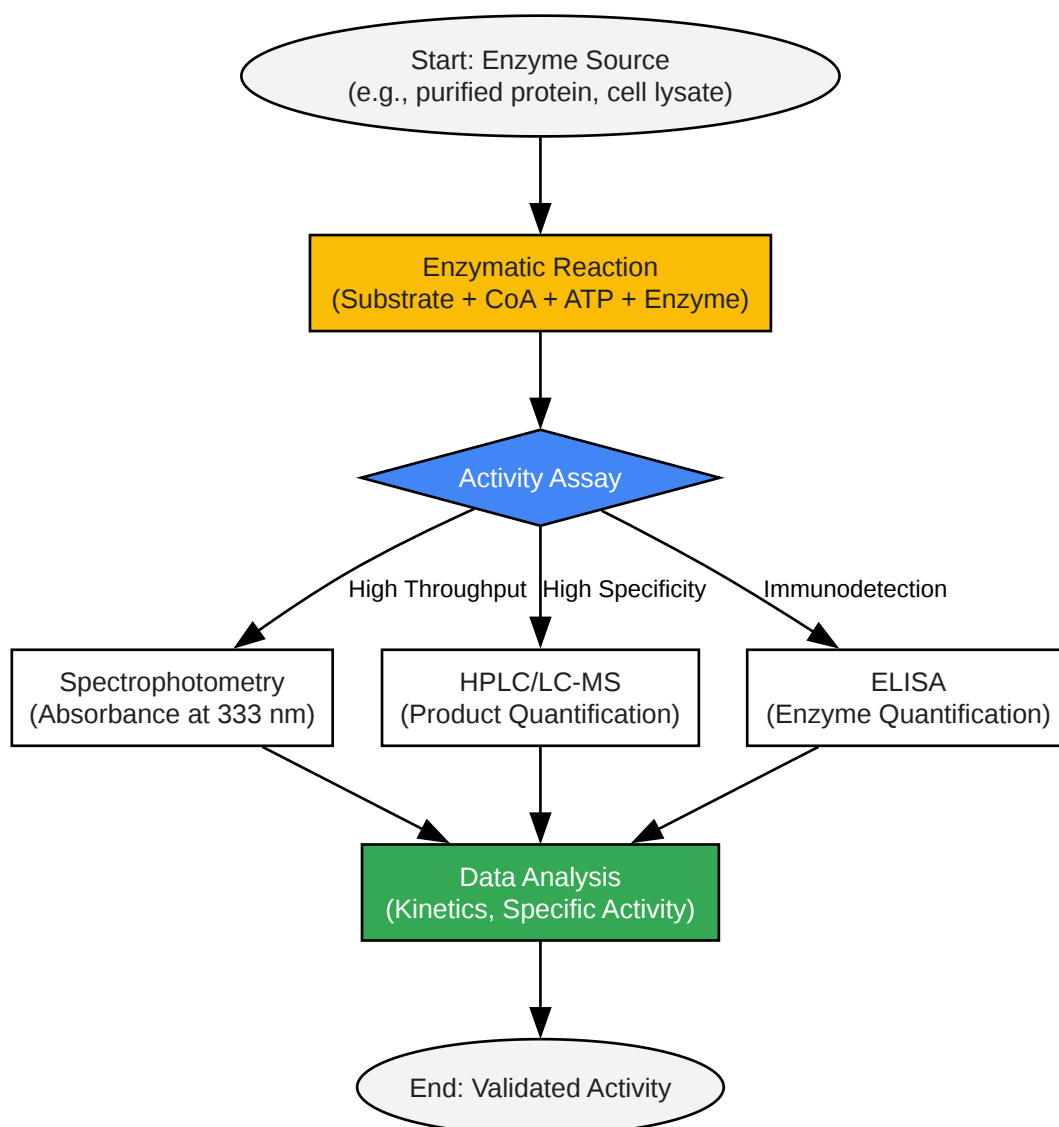 Start: Enzyme Source
(e.g., purified protein, cell lysate)
Enzymatic Reaction
(Substrate + CoA + ATP + Enzyme)
Activity Assay
High Throughput
High Specificity
Immunodetection
Spectrophotometry
(Absorbance at 333 nm)
HPLC/LC-MS
(Product Quantification)
ELISA
(Enzyme Quantification)
Data Analysis
(Kinetics, Specific Activity)
End: Validated Activity